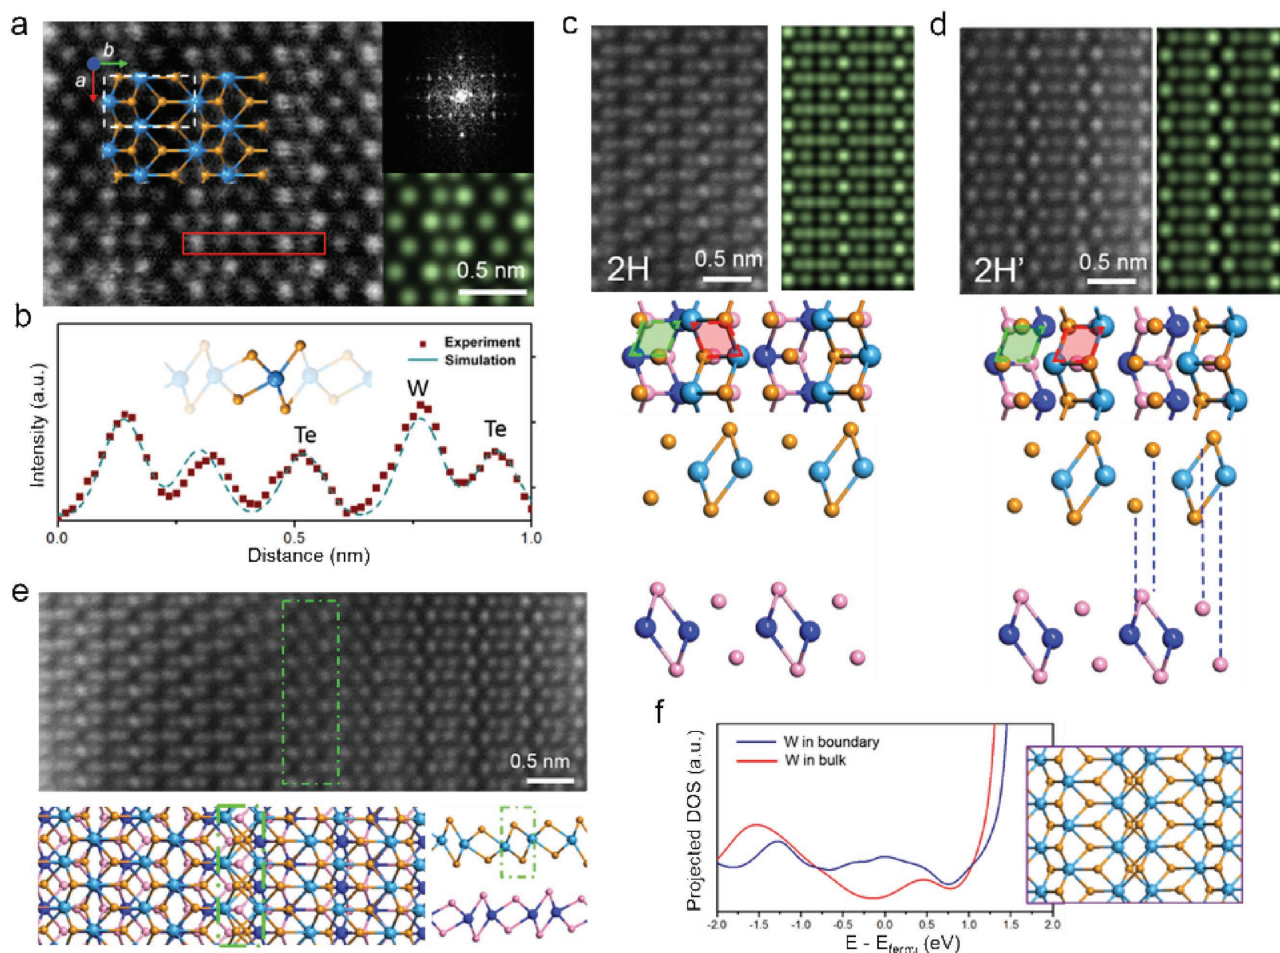 a
b
a
0.5 nm
b
Experiment
Simulation
W
Te
Te
Intensity (a.u.)
0.0
0.5
1.0
Distance (nm)
c
2H
0.5 nm
d
2H'
0.5 nm
e
0.5 nm
f
W in boundary
W in bulk
Projected DOS (a.u.)
-2.0 -1.5 -1.0 -0.5 0.0 0.5 1.0 1.5 2.0
E - Efermi (eV)